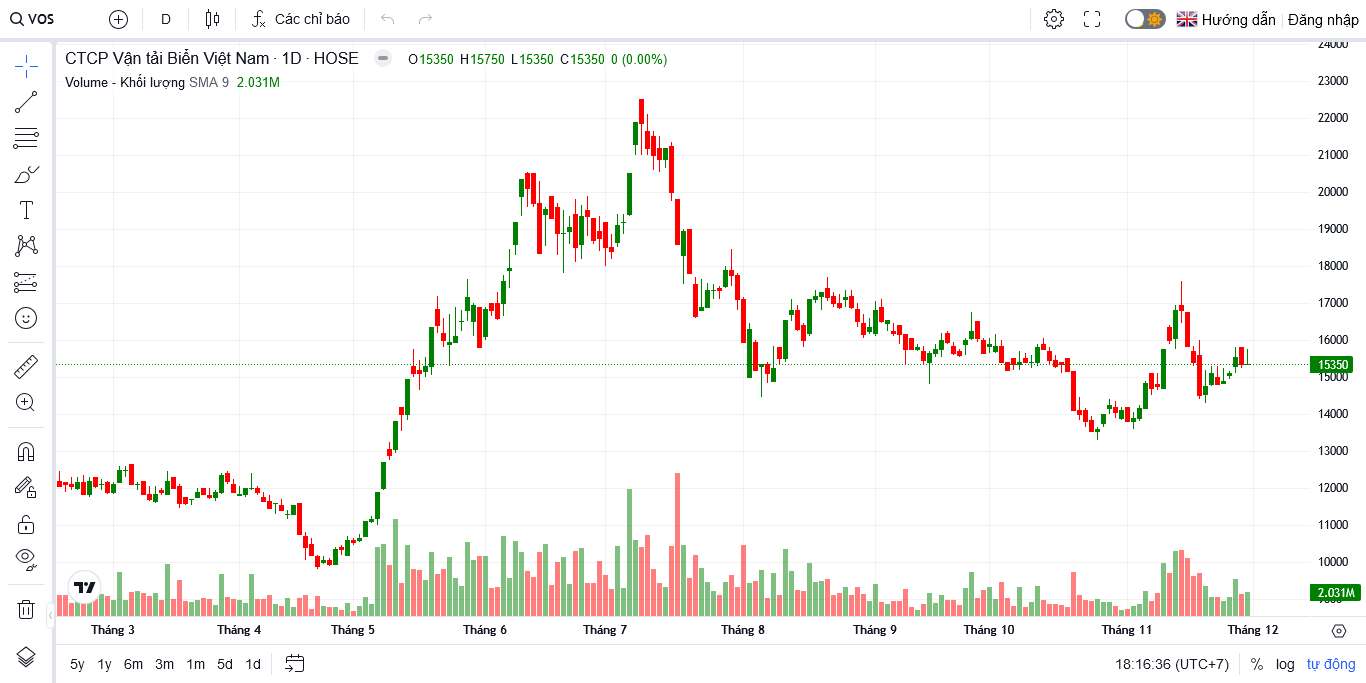 VOS D Các chỉ báo Hướng dẫn Đăng nhập
CTCP Vận tải Biển Việt Nam · 1D · HOSE O15350 H15750 L15350 C15350 0 (0.00%)
Volume - Khối lượng SMA 9 2.031M
24000
23000
22000
21000
20000
19000
18000
17000
16000
15350
15000
14000
13000
12000
11000
10000
2.031M
Tháng 3 Tháng 4 Tháng 5 Tháng 6 Tháng 7 Tháng 8 Tháng 9 Tháng 10 Tháng 11 Tháng 12
5y 1y 6m 3m 1m 5d 1d 18:16:36 (UTC+7) % log tự động